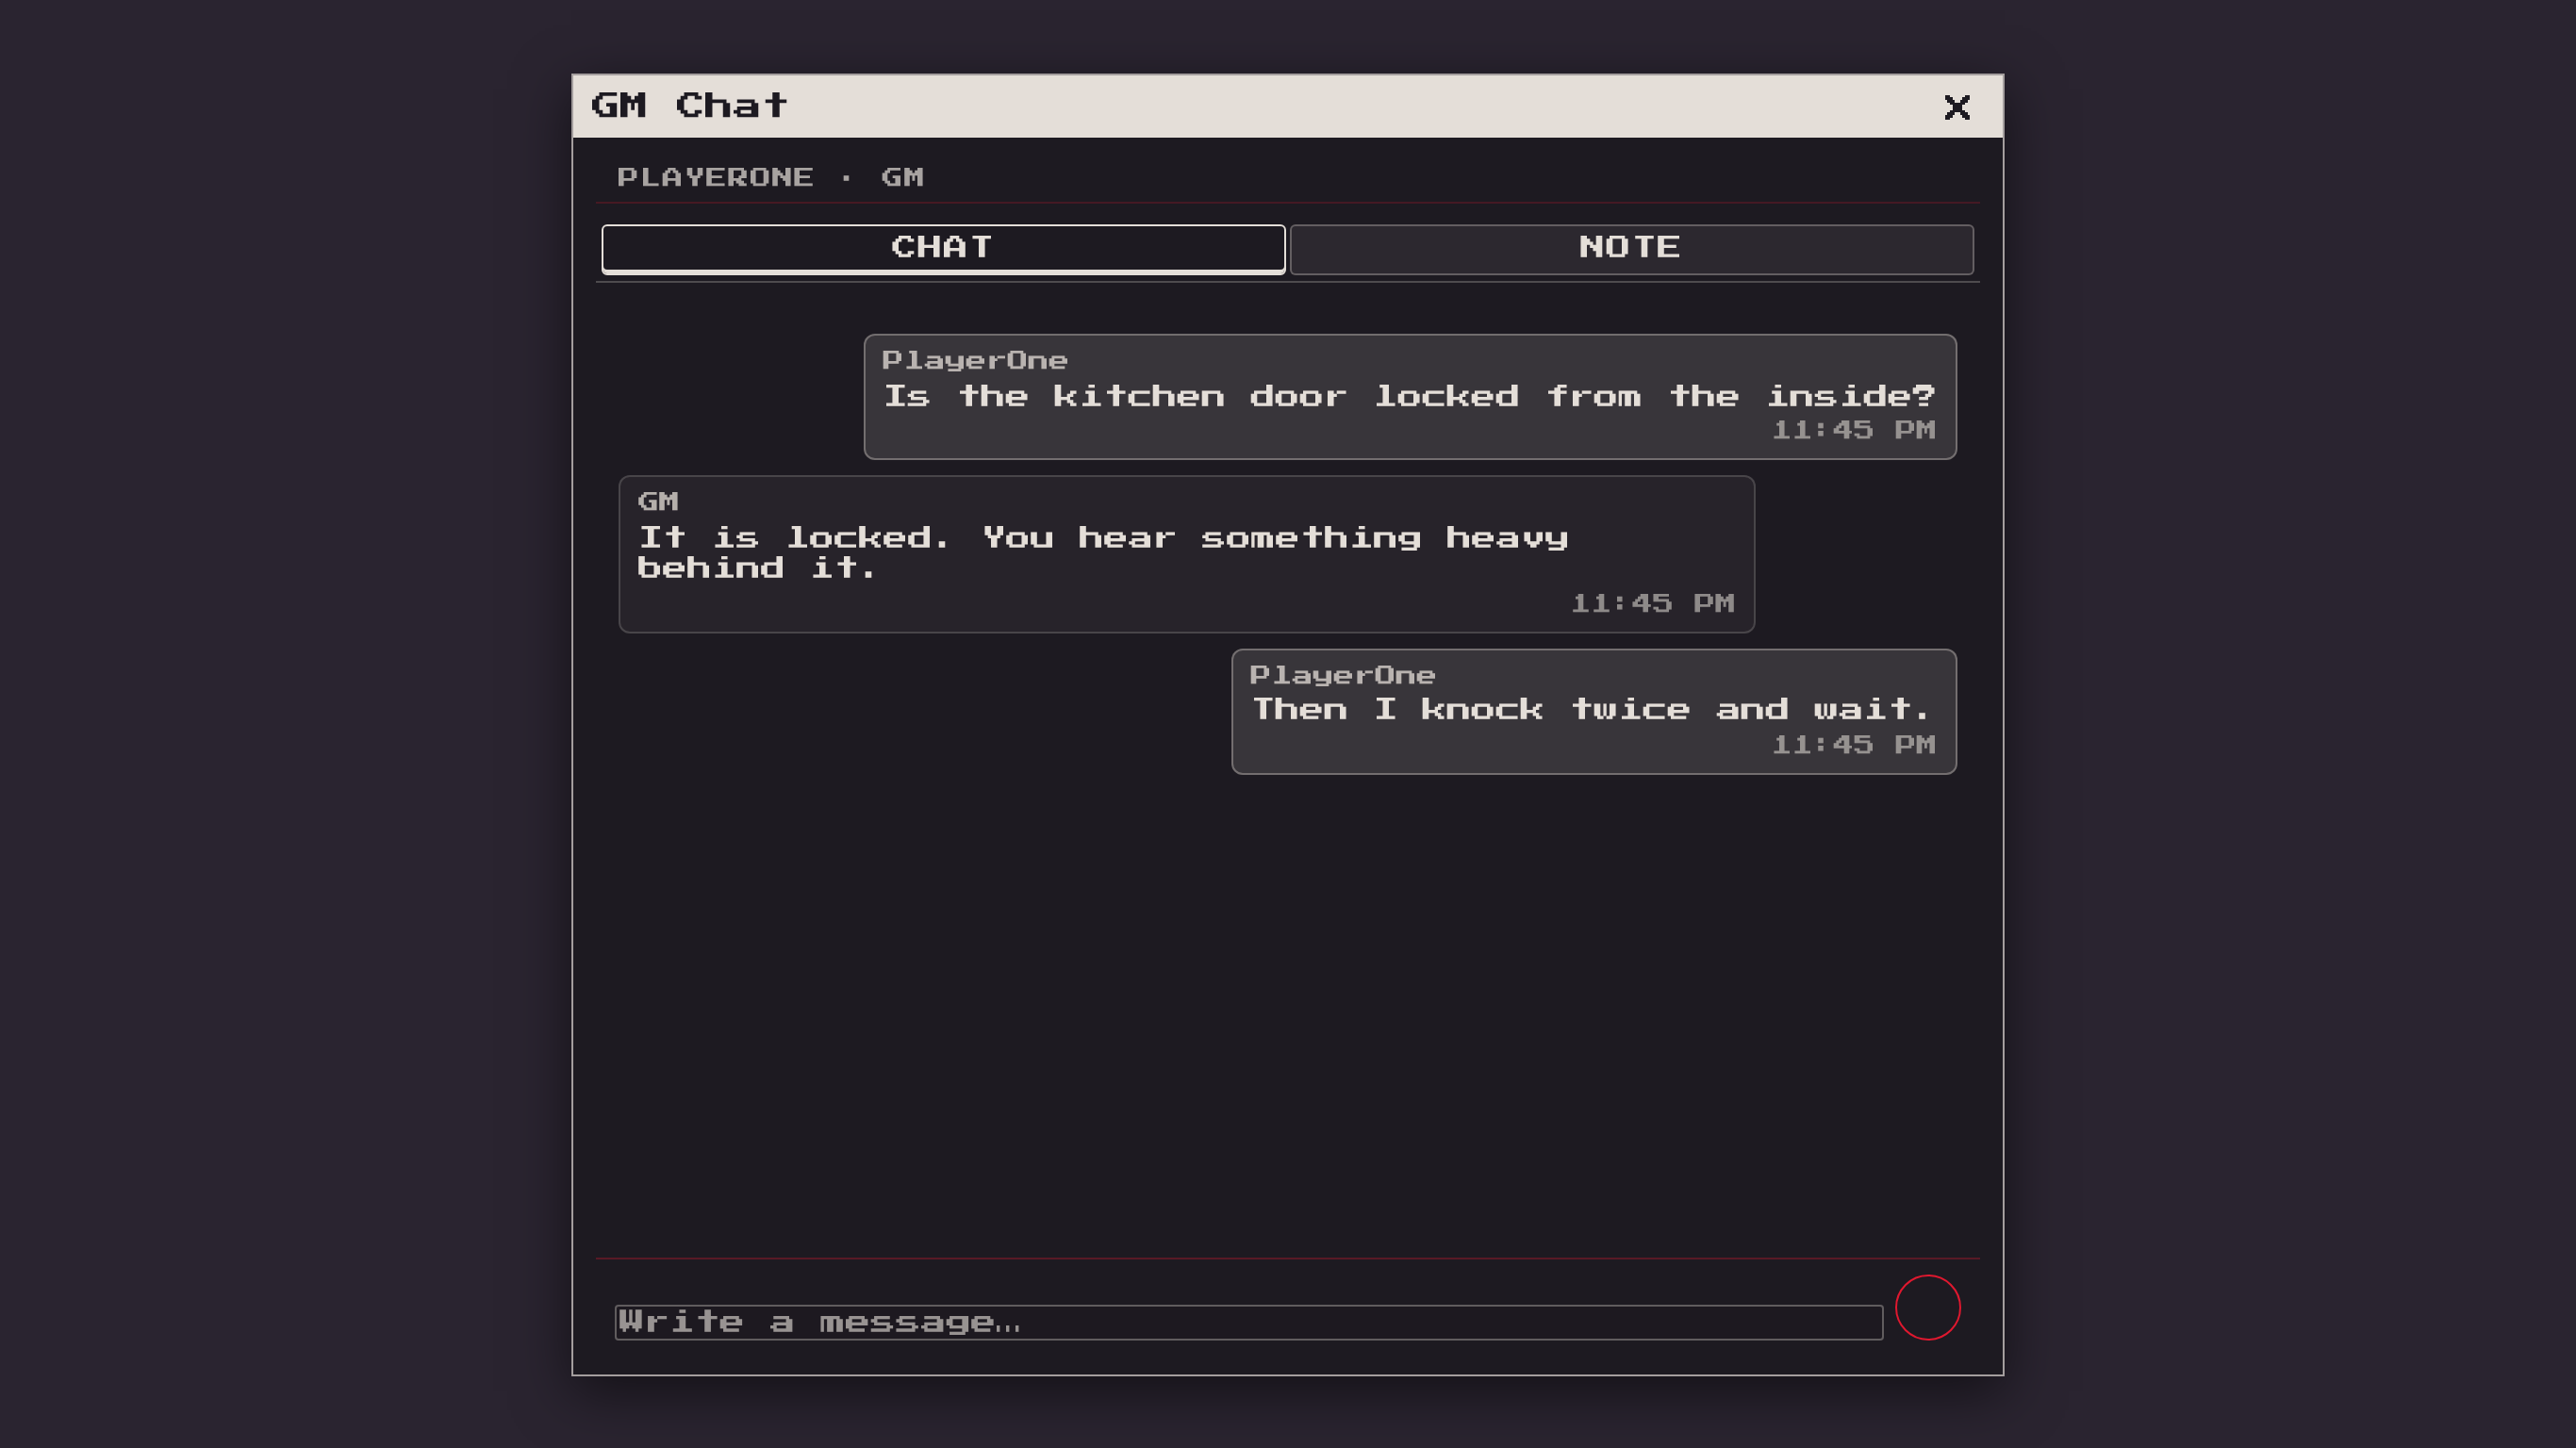 GM Chat
PLAYERONE · GM
CHAT
NOTE
PlayerOne
Is the kitchen door locked from the inside?
11:45 PM
GM
It is locked. You hear something heavy
behind it.
11:45 PM
PlayerOne
Then I knock twice and wait.
11:45 PM
Write a message…